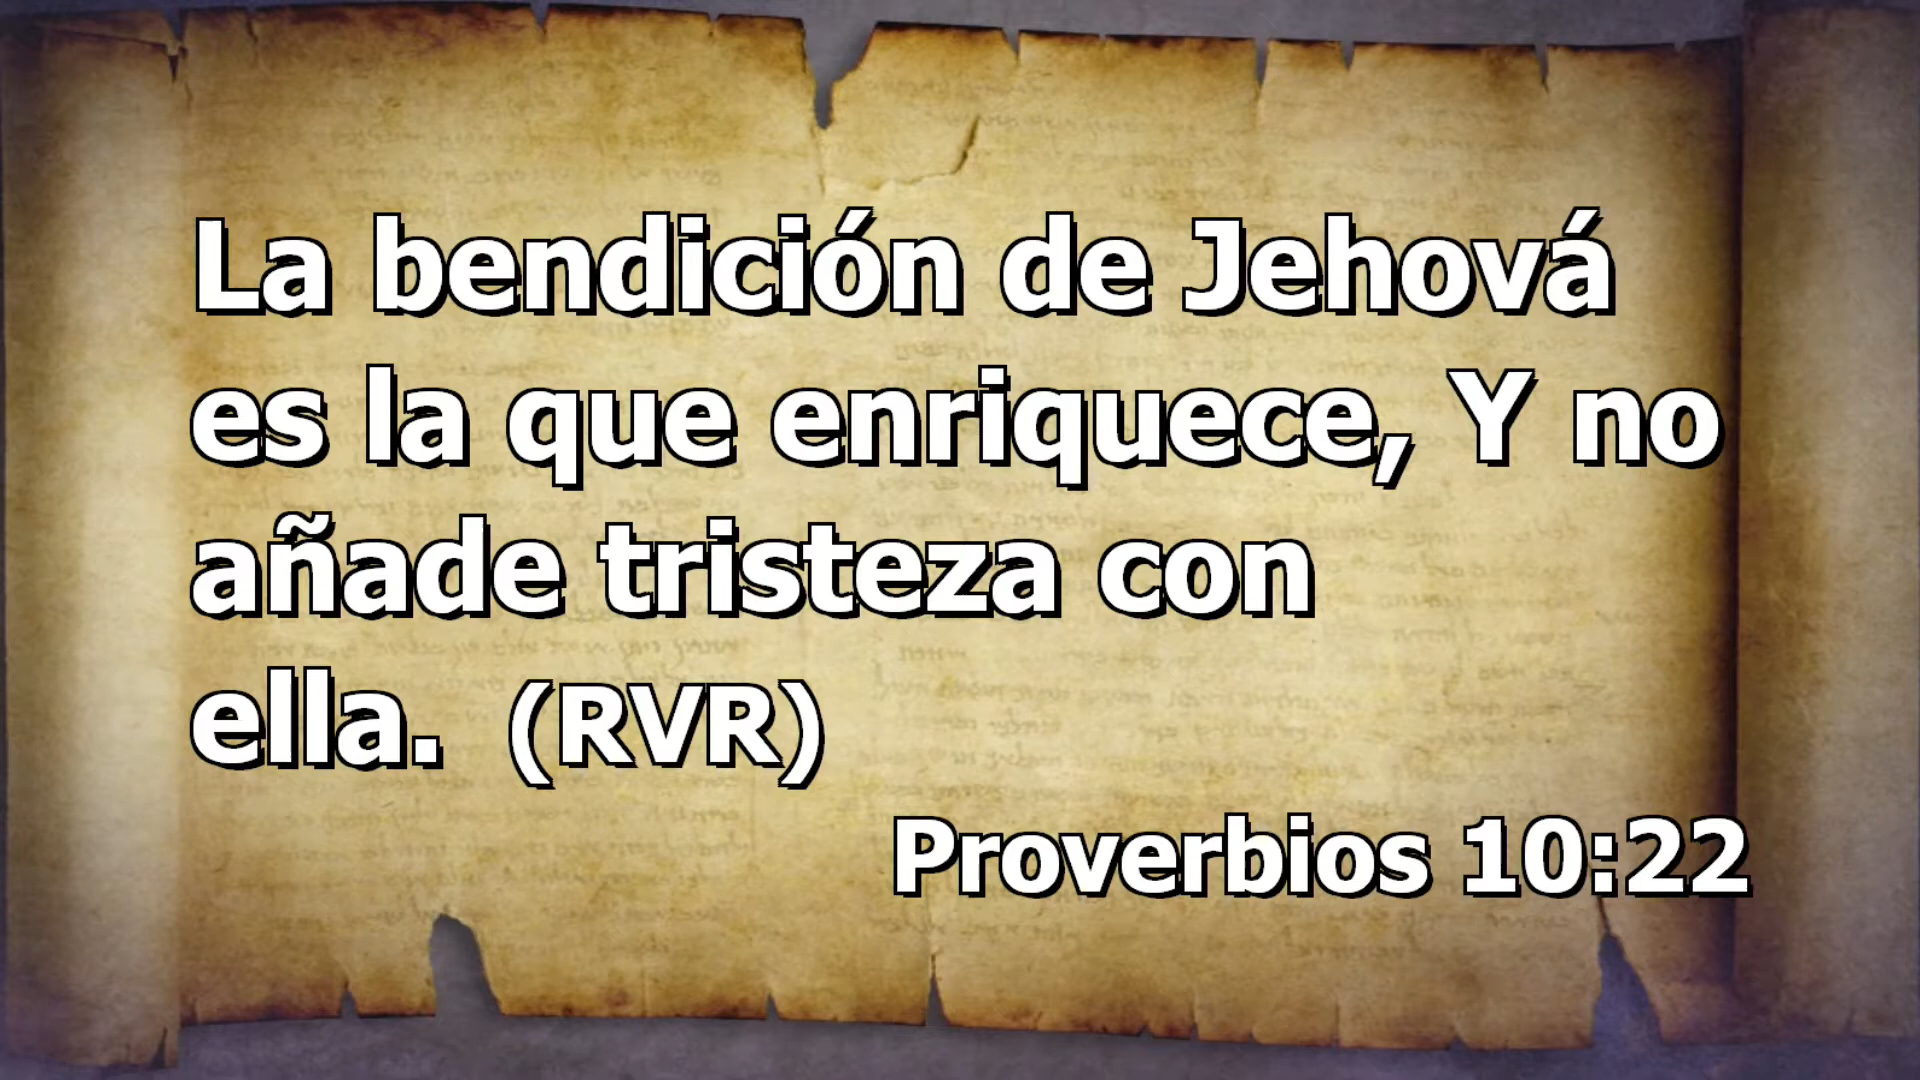 La bendición de Jehová
es la que enriquece, Y no
añade tristeza con
ella. (RVR)
Proverbios 10:22